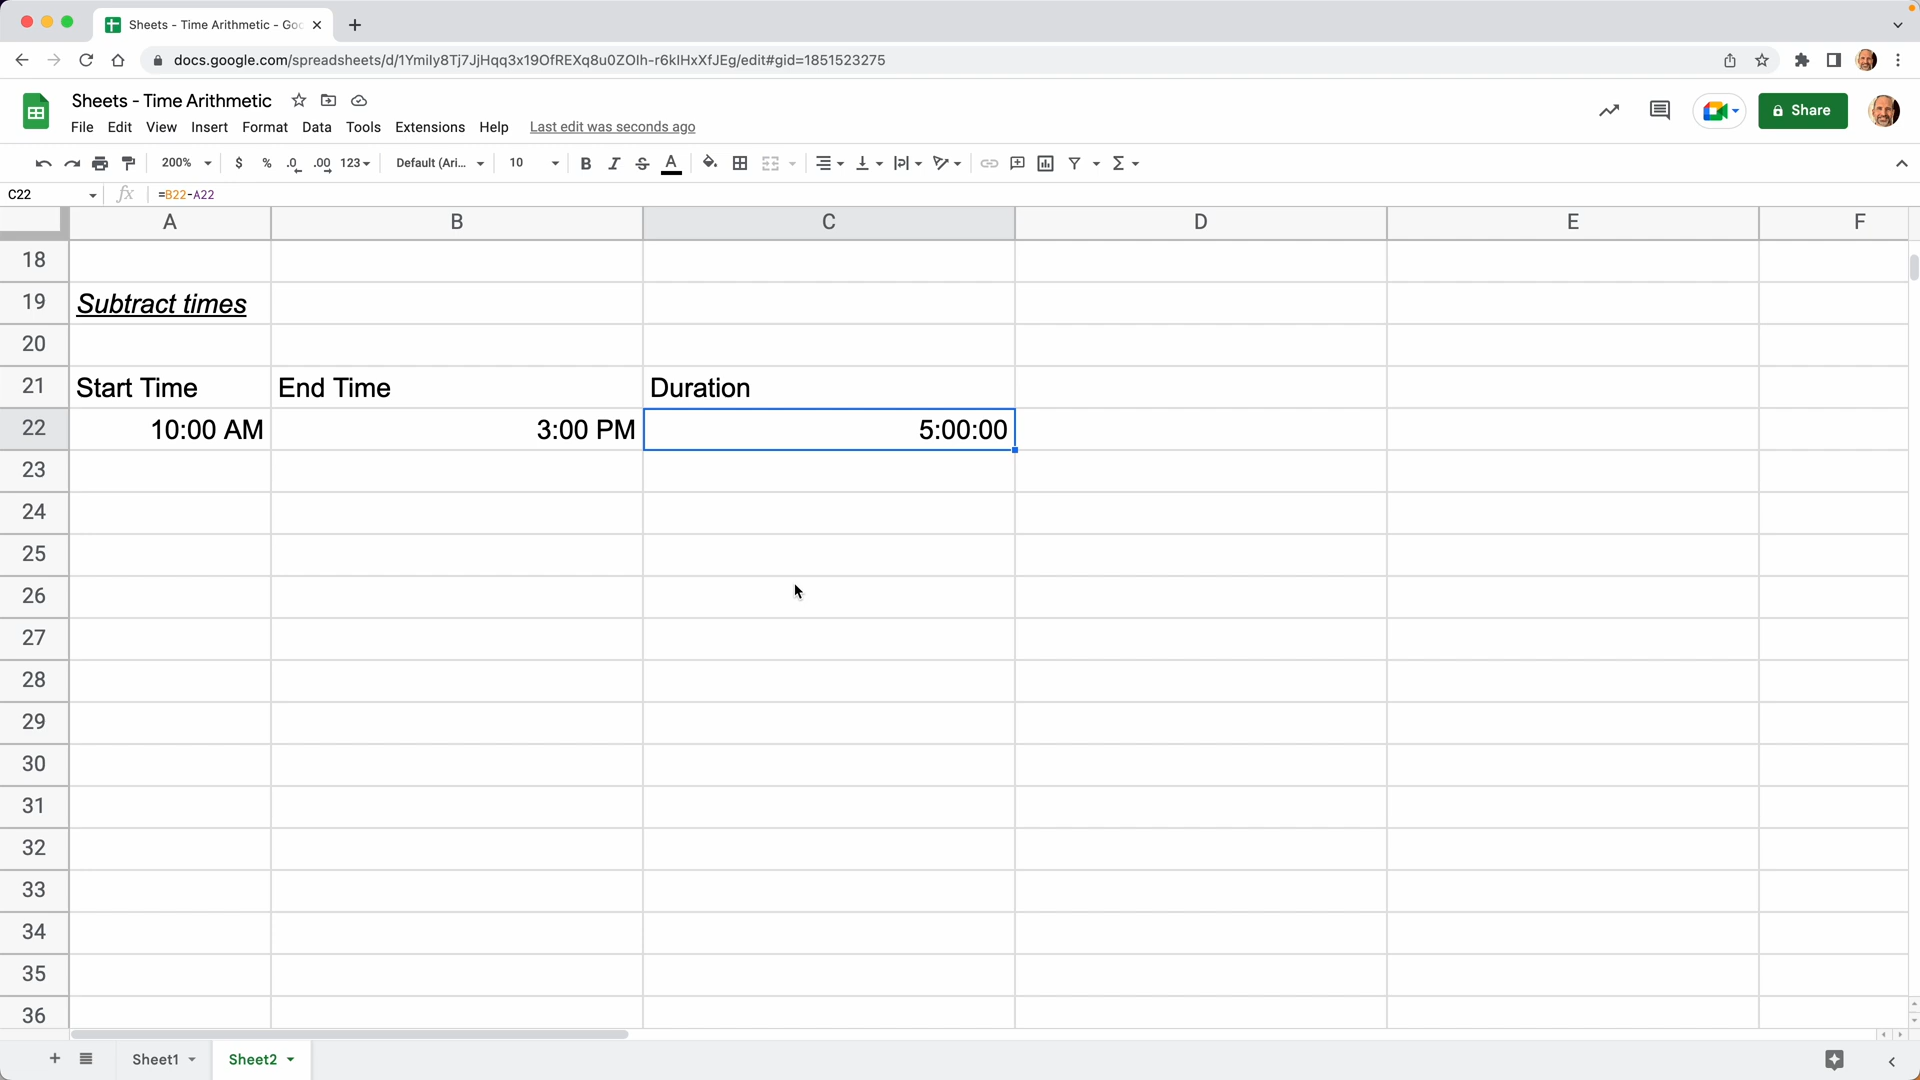 Sheets - Time Arithmetic - Goo
docs.google.com/spreadsheets/d/1Ymily8Tj7JjHqq3x19OfREXq8u0ZOlh-r6klHxXfJEg/edit#gid=1851523275
Sheets - Time Arithmetic
File Edit View Insert Format Data Tools Extensions Help Last edit was seconds ago
Share
200% $ % .0 .00 123 Default (Ari... 10 B I S A Σ
C22 fx =B22-A22
A B C D E F
18
19 Subtract times
20
21 Start Time End Time Duration
22 10:00 AM 3:00 PM 5:00:00
23
24
25
26
27
28
29
30
31
32
33
34
35
36
Sheet1 Sheet2